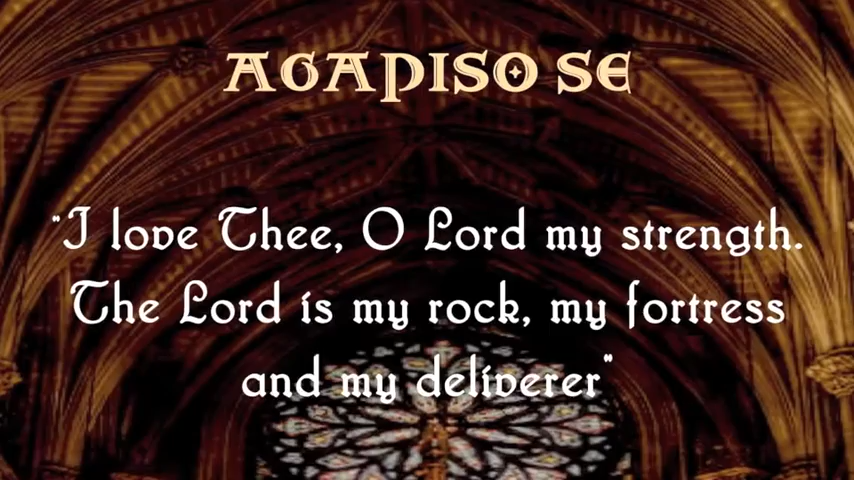 AGAPISO SE
"I love Thee, O Lord my strength.
The Lord is my rock, my fortress
and my deliverer"